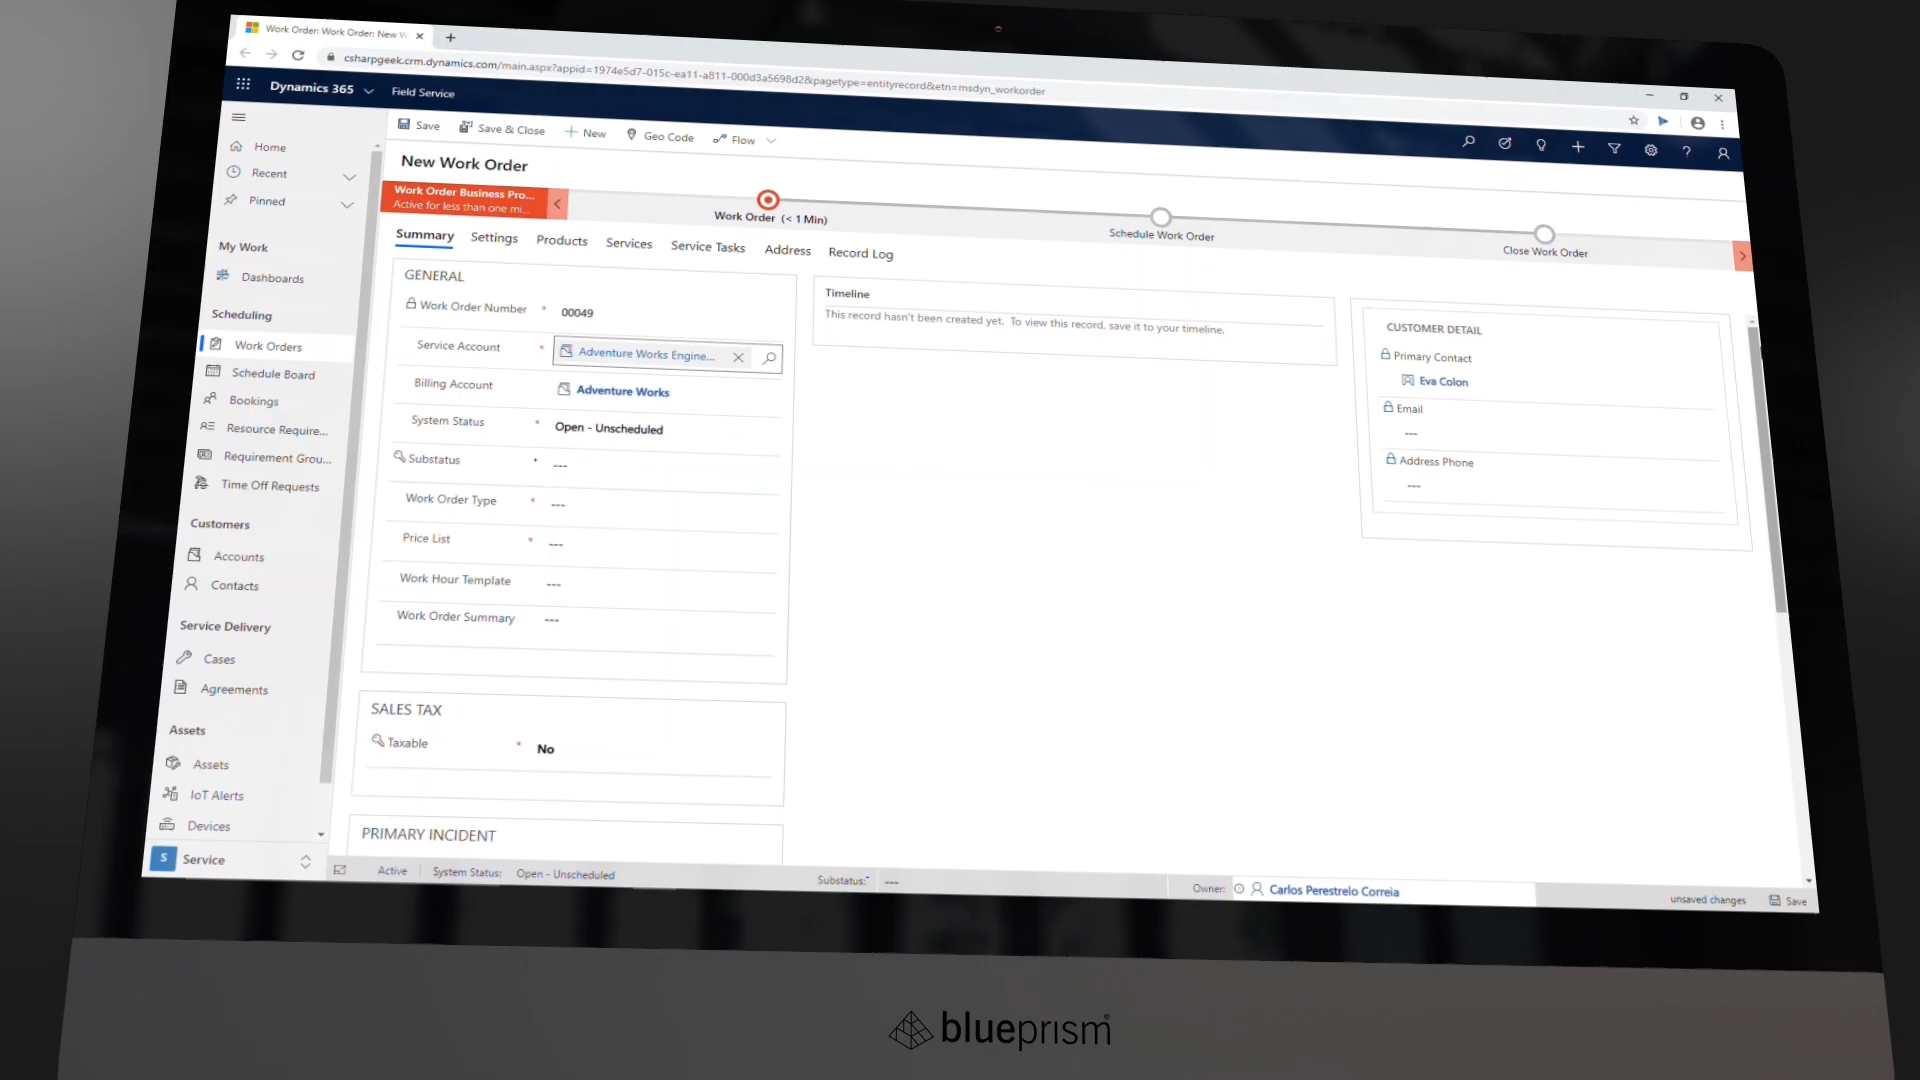 Work Order: Work Order: New W
csharpgeek.crm.dynamics.com/main.aspx?appid=1974e5d7-015c-ea11-a811-000d3a5698d2&pagetype=entityrecord&etn=msdyn_workorder
Dynamics 365
Field Service
Save
Save & Close
New
Geo Code
Flow
Home
Recent
Pinned
My Work
Dashboards
Scheduling
Work Orders
Schedule Board
Bookings
Resource Require...
Requirement Grou...
Time Off Requests
Customers
Accounts
Contacts
Service Delivery
Cases
Agreements
Assets
Assets
IoT Alerts
Devices
S Service
New Work Order
Work Order Business Pro...
Active for less than one mi...
Work Order (< 1 Min)
Schedule Work Order
Close Work Order
Summary
Settings
Products
Services
Service Tasks
Address
Record Log
GENERAL
Work Order Number * 00049
Service Account * Adventure Works Engine...
Billing Account Adventure Works
System Status * Open - Unscheduled
Substatus + ---
Work Order Type * ---
Price List * ---
Work Hour Template ---
Work Order Summary ---
SALES TAX
Taxable * No
PRIMARY INCIDENT
Timeline
This record hasn't been created yet. To view this record, save it to your timeline.
CUSTOMER DETAIL
Primary Contact
Eva Colon
Email
---
Address Phone
---
Active
System Status: Open - Unscheduled
Substatus: ---
Owner: Carlos Perestrelo Correia
unsaved changes
Save
blueprism®